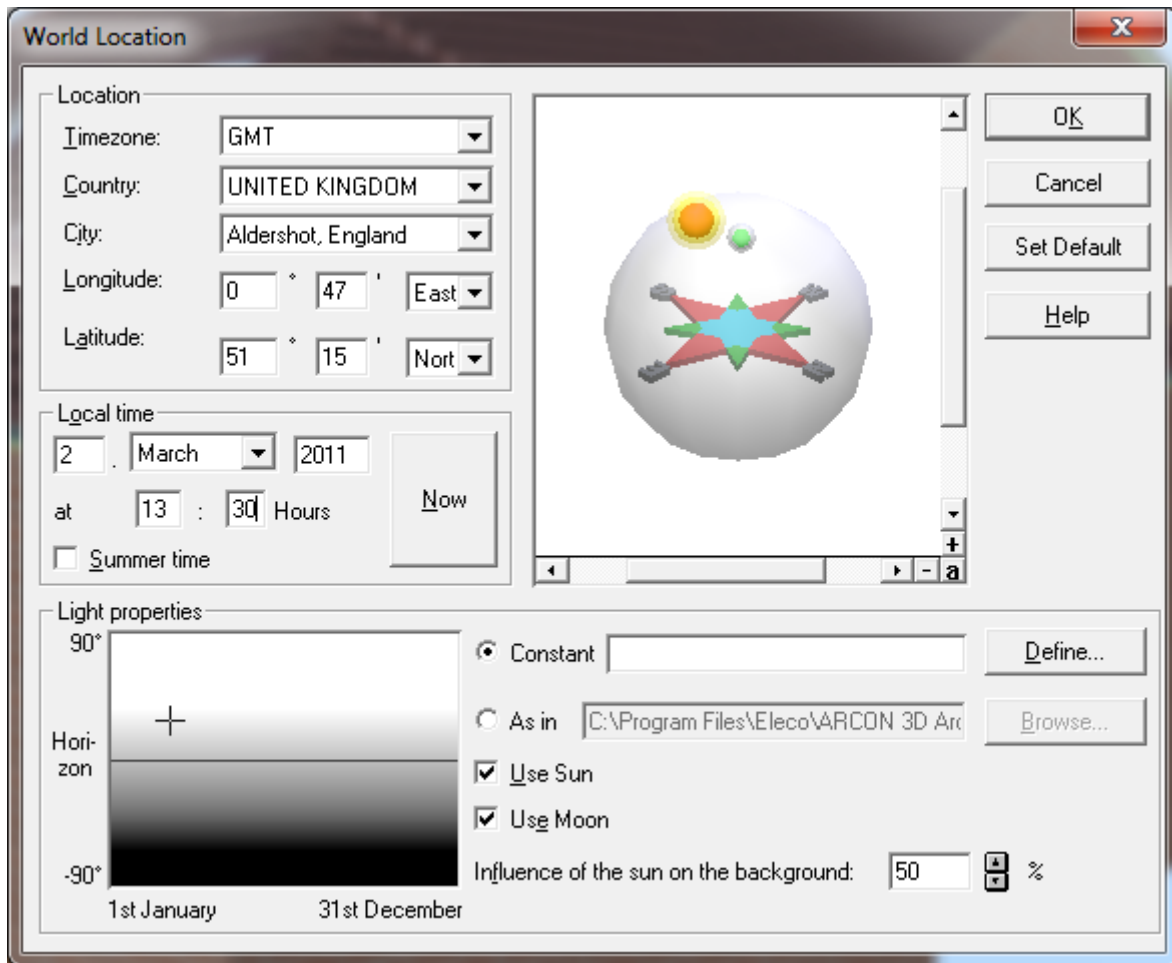 World Location
Location
Timezone: GMT
Country: UNITED KINGDOM
City: Aldershot, England
Longitude: 0 ° 47 ' East
Latitude: 51 ° 15 ' Nort
Local time
2 . March 2011
at 13 : 30 Hours
Now
Summer time
OK
Cancel
Set Default
Help
+
- a
Light properties
90°
Hori-
zon
-90°
1st January 31st December
Constant
Define...
As in C:\Program Files\Eleco\ARCON 3D Arc
Browse...
Use Sun
Use Moon
Influence of the sun on the background: 50 %